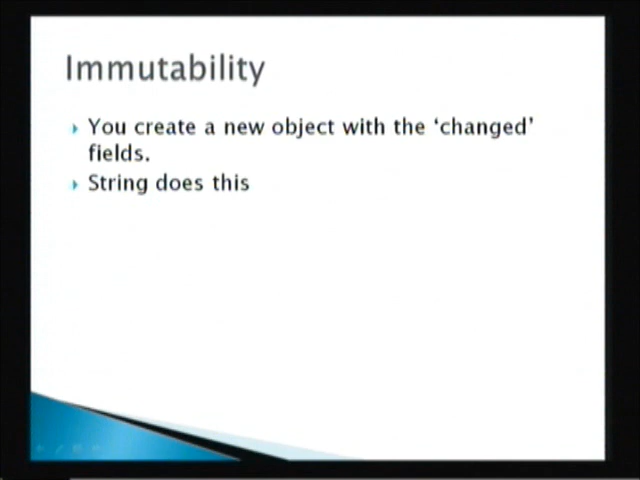 Immutability
You create a new object with the ‘changed’
fields.
String does this